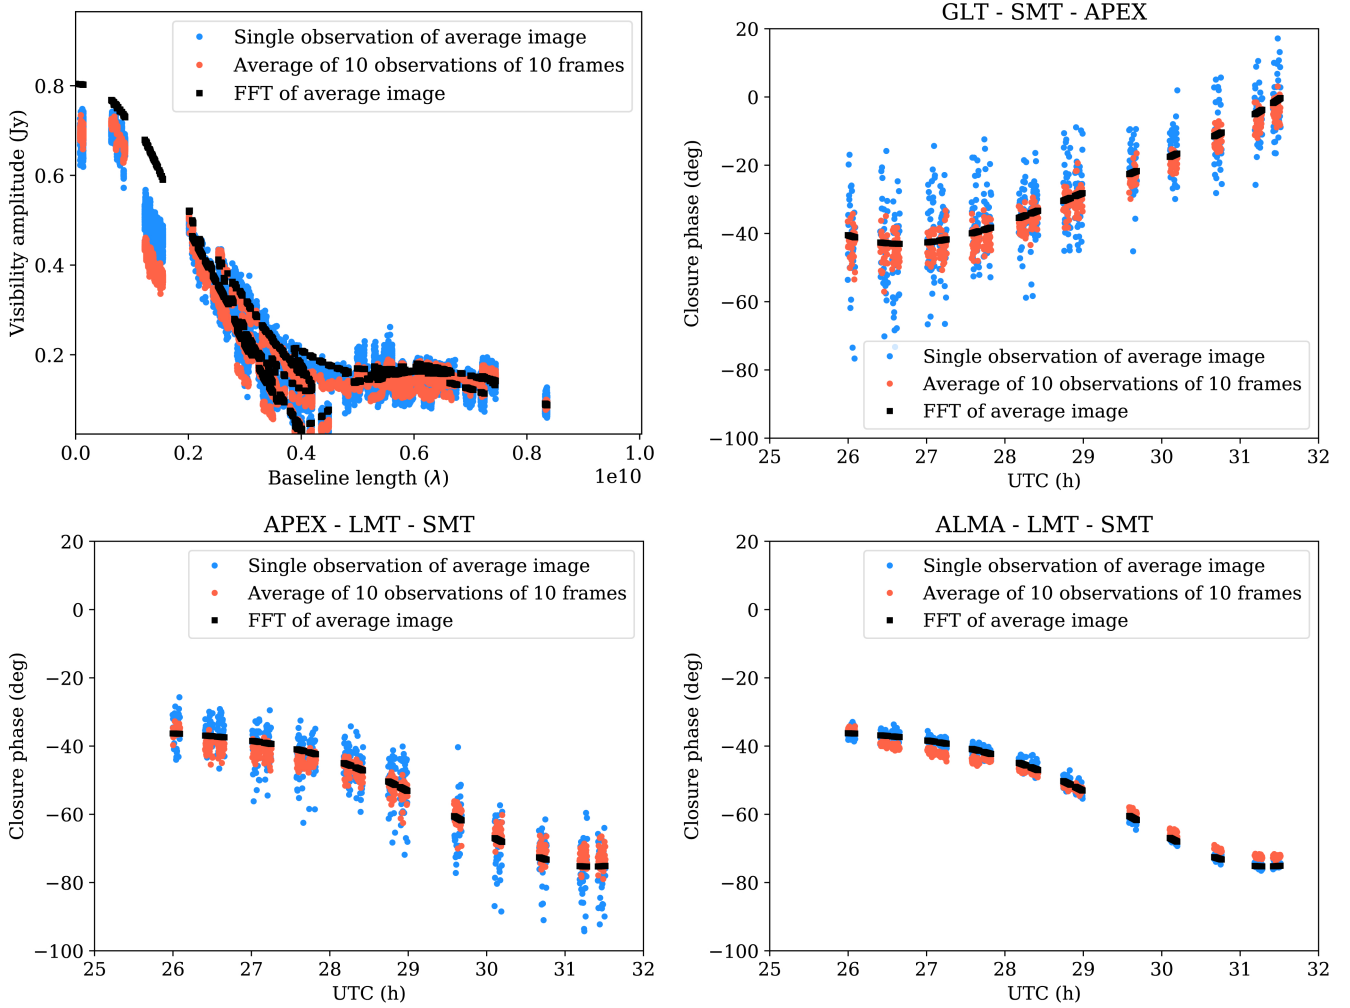 Single observation of average image
Average of 10 observations of 10 frames
FFT of average image
Visibility amplitude (Jy)
0.8
0.6
0.4
0.2
0.0 0.2 0.4 0.6 0.8 1.0
1e10
Baseline length (λ)
GLT - SMT - APEX
20
0
−20
−40
−60
−80
−100
Closure phase (deg)
Single observation of average image
Average of 10 observations of 10 frames
FFT of average image
25 26 27 28 29 30 31 32
UTC (h)
APEX - LMT - SMT
20
0
−20
−40
−60
−80
−100
Closure phase (deg)
Single observation of average image
Average of 10 observations of 10 frames
FFT of average image
25 26 27 28 29 30 31 32
UTC (h)
ALMA - LMT - SMT
20
0
−20
−40
−60
−80
−100
Closure phase (deg)
Single observation of average image
Average of 10 observations of 10 frames
FFT of average image
25 26 27 28 29 30 31 32
UTC (h)